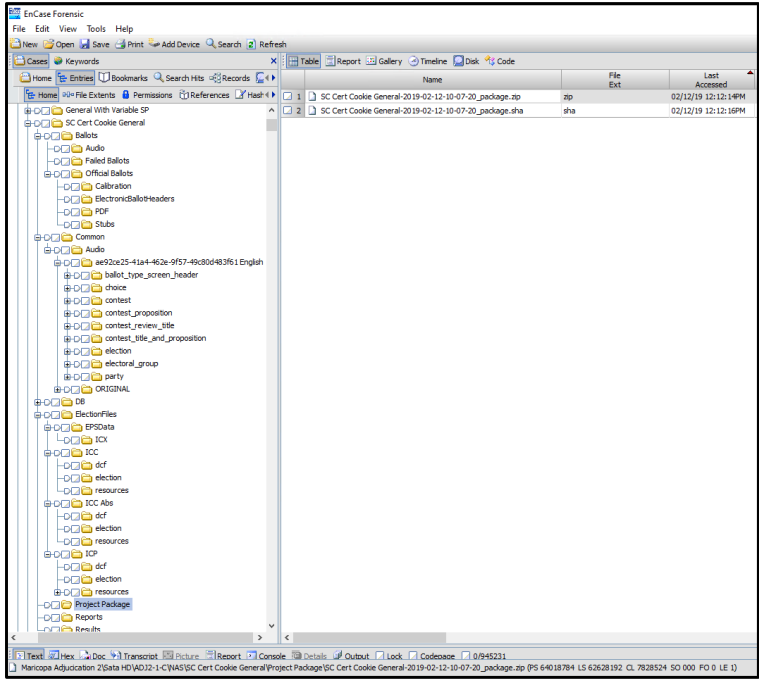 EnCase Forensic
File Edit View Tools Help
New Open Save Print Add Device Search Refresh
Cases Keywords
Table Report Gallery Timeline Disk Code
Home Entries Bookmarks Search Hits Records
Home File Extents Permissions References Hash
Name File Ext Last Accessed
1 SC Cert Cookie General-2019-02-12-10-07-20_package.zip zip 02/12/19 12:12:14PM
2 SC Cert Cookie General-2019-02-12-10-07-20_package.sha sha 02/12/19 12:12:16PM
General With Variable SP
SC Cert Cookie General
Ballots
Audio
Failed Ballots
Official Ballots
Calibration
ElectronicBallotHeaders
PDF
Stubs
Common
Audio
ae92ce25-41a4-462e-9f57-49c80d483f61 English
ballot_type_screen_header
choice
contest
contest_proposition
contest_review_title
contest_title_and_proposition
election
electoral_group
party
ORIGINAL
DB
ElectionFiles
EPSData
ICX
ICC
dcf
election
resources
ICC Abs
dcf
election
resources
ICP
dcf
election
resources
Project Package
Reports
Results
Text Hex Doc Transcript Picture Report Console Details Output Lock Codepage 0/945231
Maricopa Adjucication 2\Sata HD\ADJ2-1-C\NAS\SC Cert Cookie General\Project Package\SC Cert Cookie General-2019-02-12-10-07-20_package.zip (PS 64018784 LS 62628192 CL 7828524 SO 000 FO 0 LE 1)